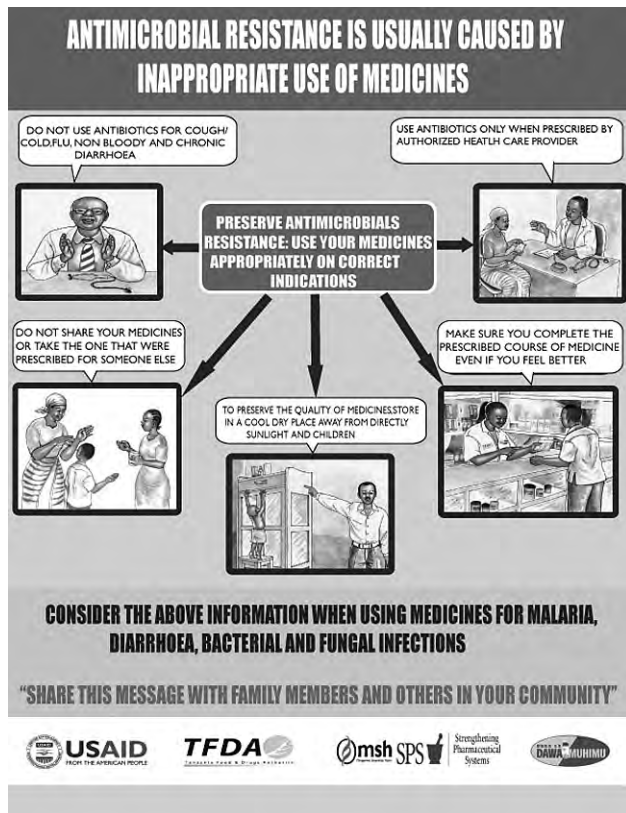 ANTIMICROBIAL RESISTANCE IS USUALLY CAUSED BY
INAPPROPRIATE USE OF MEDICINES
DO NOT USE ANTIBIOTICS FOR COUGH/
COLD,FLU, NON BLOODY AND CHRONIC
DIARRHOEA
USE ANTIBIOTICS ONLY WHEN PRESCRIBED BY
AUTHORIZED HEATLH CARE PROVIDER
PRESERVE ANTIMICROBIALS
RESISTANCE: USE YOUR MEDICINES
APPROPRIATELY ON CORRECT
INDICATIONS
DO NOT SHARE YOUR MEDICINES
OR TAKE THE ONE THAT WERE
PRESCRIBED FOR SOMEONE ELSE
MAKE SURE YOU COMPLETE THE
PRESCRIBED COURSE OF MEDICINE
EVEN IF YOU FEEL BETTER
TO PRESERVE THE QUALITY OF MEDICINES,STORE
IN A COOL DRY PLACE AWAY FROM DIRECTLY
SUNLIGHT AND CHILDREN
CONSIDER THE ABOVE INFORMATION WHEN USING MEDICINES FOR MALARIA,
DIARRHOEA, BACTERIAL AND FUNGAL INFECTIONS
"SHARE THIS MESSAGE WITH FAMILY MEMBERS AND OTHERS IN YOUR COMMUNITY"
USAID
FROM THE AMERICAN PEOPLE
TFDA
Tanzania Food & Drugs Authority
msh
SPS
Strengthening
Pharmaceutical
Systems
DAWA MUHIMU